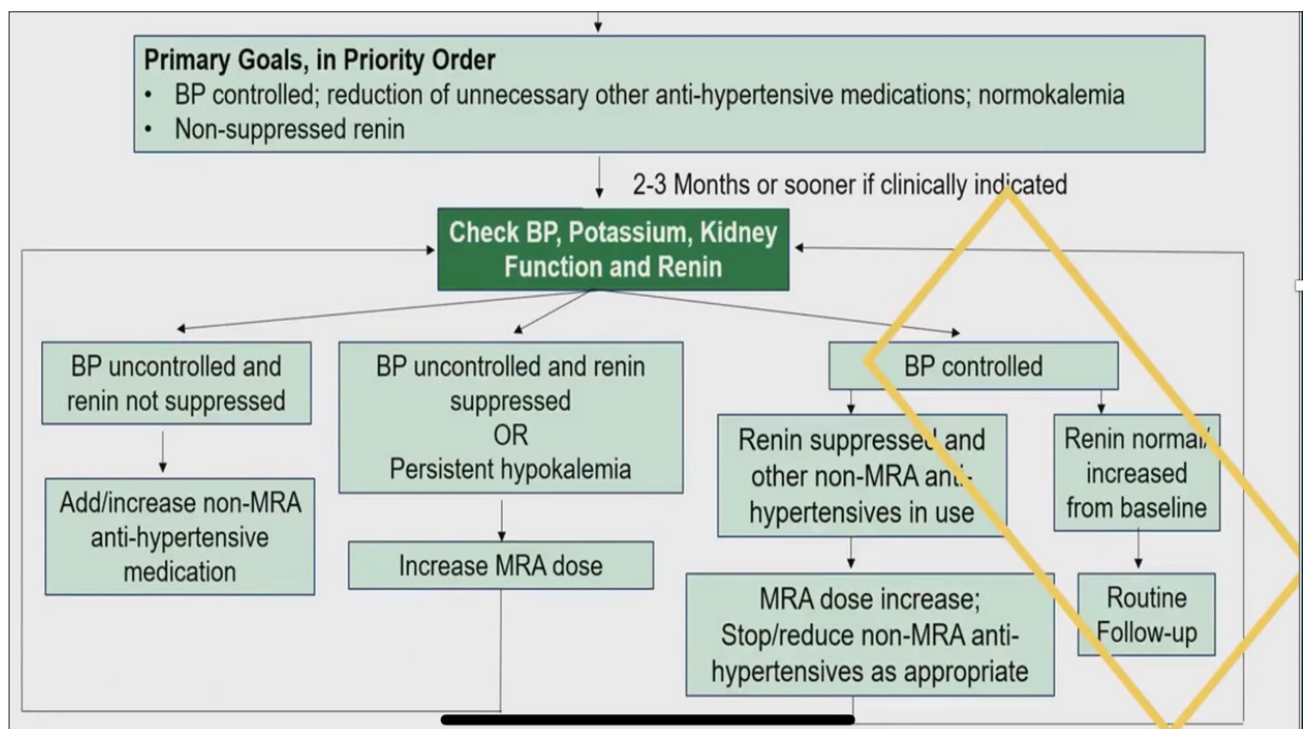 Primary Goals, in Priority Order
• BP controlled; reduction of unnecessary other anti-hypertensive medications; normokalemia
• Non-suppressed renin
2-3 Months or sooner if clinically indicated
Check BP, Potassium, Kidney
Function and Renin
BP uncontrolled and
renin not suppressed
Add/increase non-MRA
anti-hypertensive
medication
BP uncontrolled and renin
suppressed
OR
Persistent hypokalemia
Increase MRA dose
BP controlled
Renin suppressed and
other non-MRA anti-
hypertensives in use
MRA dose increase;
Stop/reduce non-MRA anti-
hypertensives as appropriate
Renin normal/
increased
from baseline
Routine
Follow-up